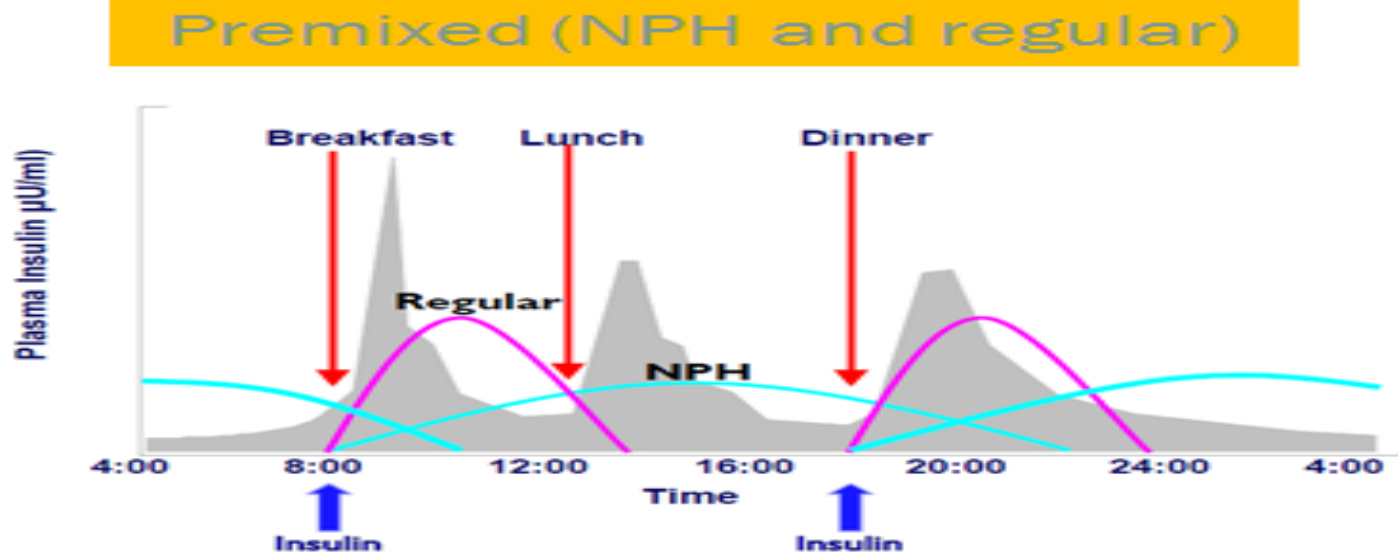 Premixed (NPH and regular)
Breakfast Lunch Dinner
Plasma Insulin µU/ml)
Regular
NPH
4:00 8:00 12:00 16:00 20:00 24:00 4:00
Time
Insulin Insulin